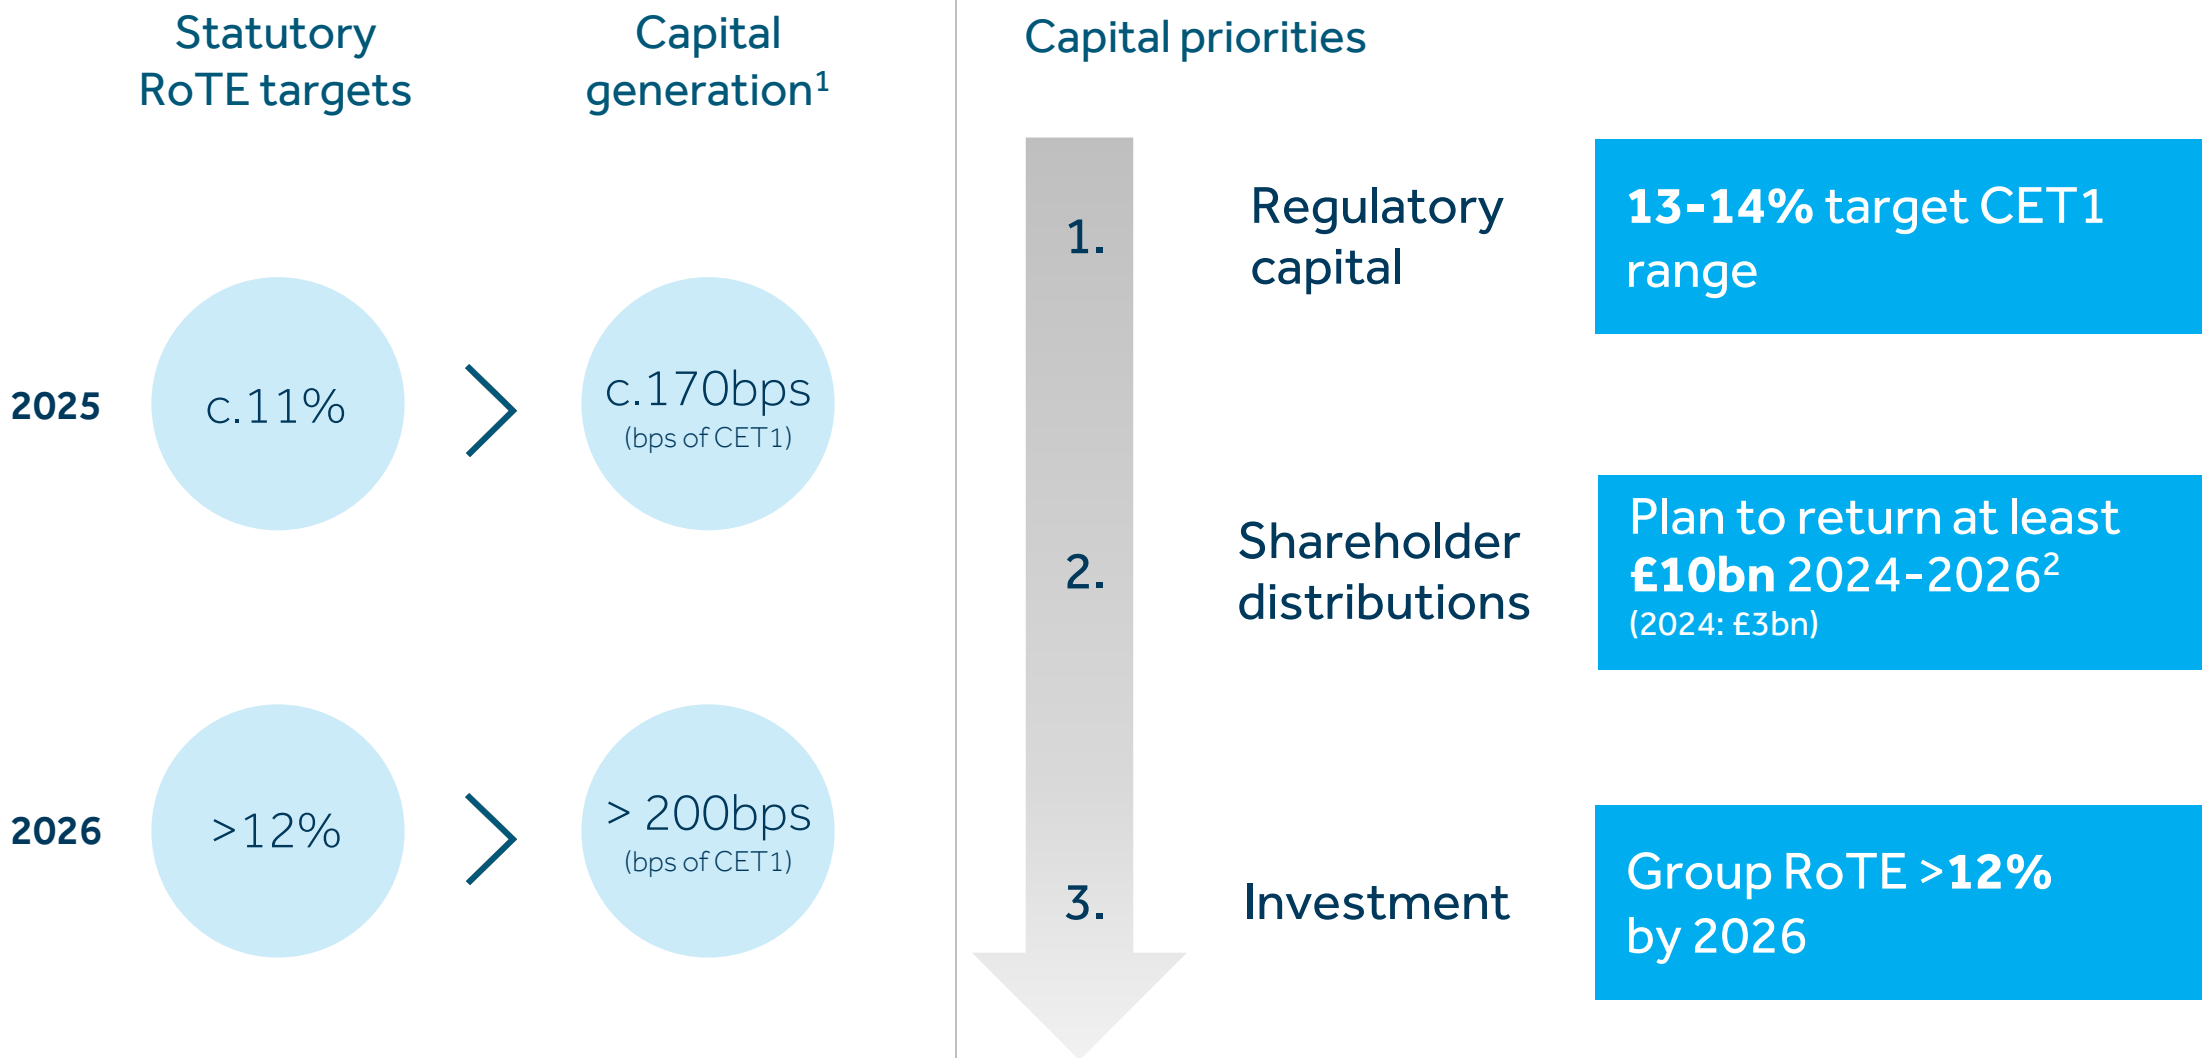 Statutory
RoTE targets
Capital
generation¹
2025
c.11%
c.170bps
(bps of CET1)
2026
>12%
> 200bps
(bps of CET1)
Capital priorities
1.
Regulatory
capital
13-14% target CET1
range
2.
Shareholder
distributions
Plan to return at least
£10bn 2024-2026²
(2024: £3bn)
3.
Investment
Group RoTE >12%
by 2026